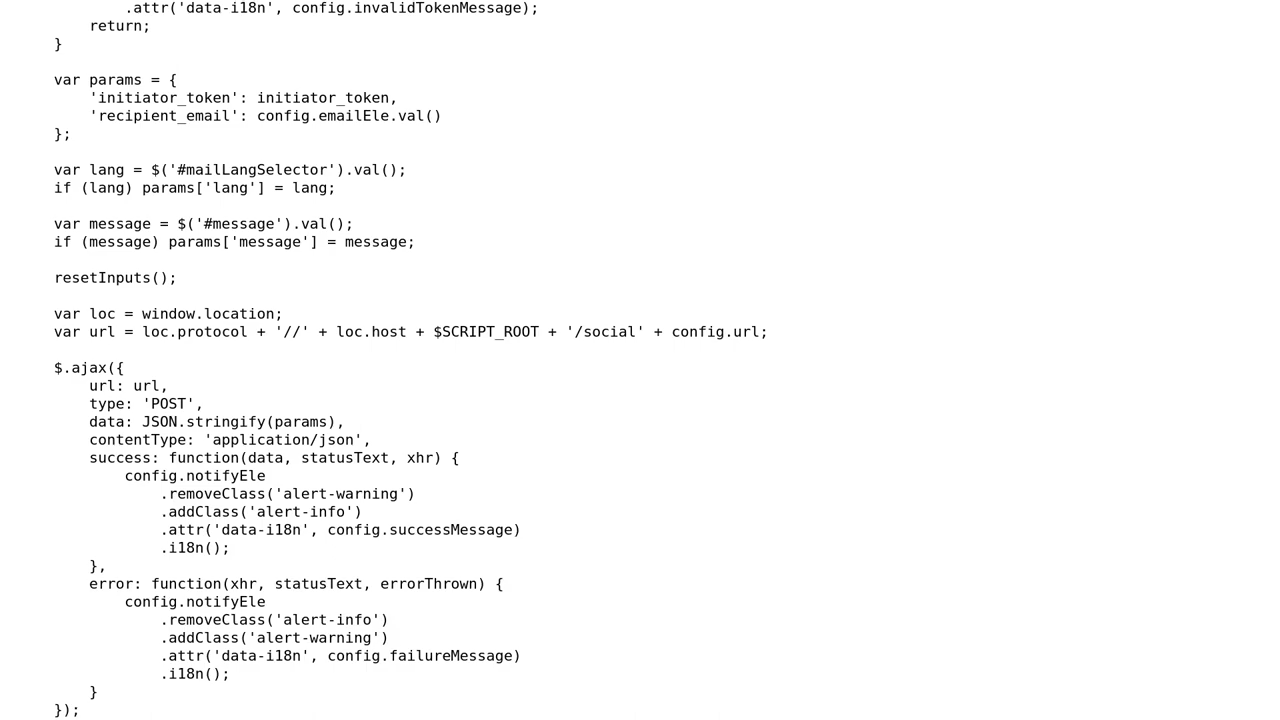 .attr('data-i18n', config.invalidTokenMessage);
return;
}
var params = {
'initiator_token': initiator_token,
'recipient_email': config.emailEle.val()
};
var lang = $('#mailLangSelector').val();
if (lang) params['lang'] = lang;
var message = $('#message').val();
if (message) params['message'] = message;
resetInputs();
var loc = window.location;
var url = loc.protocol + '//' + loc.host + $SCRIPT_ROOT + '/social' + config.url;
$.ajax({
url: url,
type: 'POST',
data: JSON.stringify(params),
contentType: 'application/json',
success: function(data, statusText, xhr) {
config.notifyEle
.removeClass('alert-warning')
.addClass('alert-info')
.attr('data-i18n', config.successMessage)
.i18n();
},
error: function(xhr, statusText, errorThrown) {
config.notifyEle
.removeClass('alert-info')
.addClass('alert-warning')
.attr('data-i18n', config.failureMessage)
.i18n();
}
});